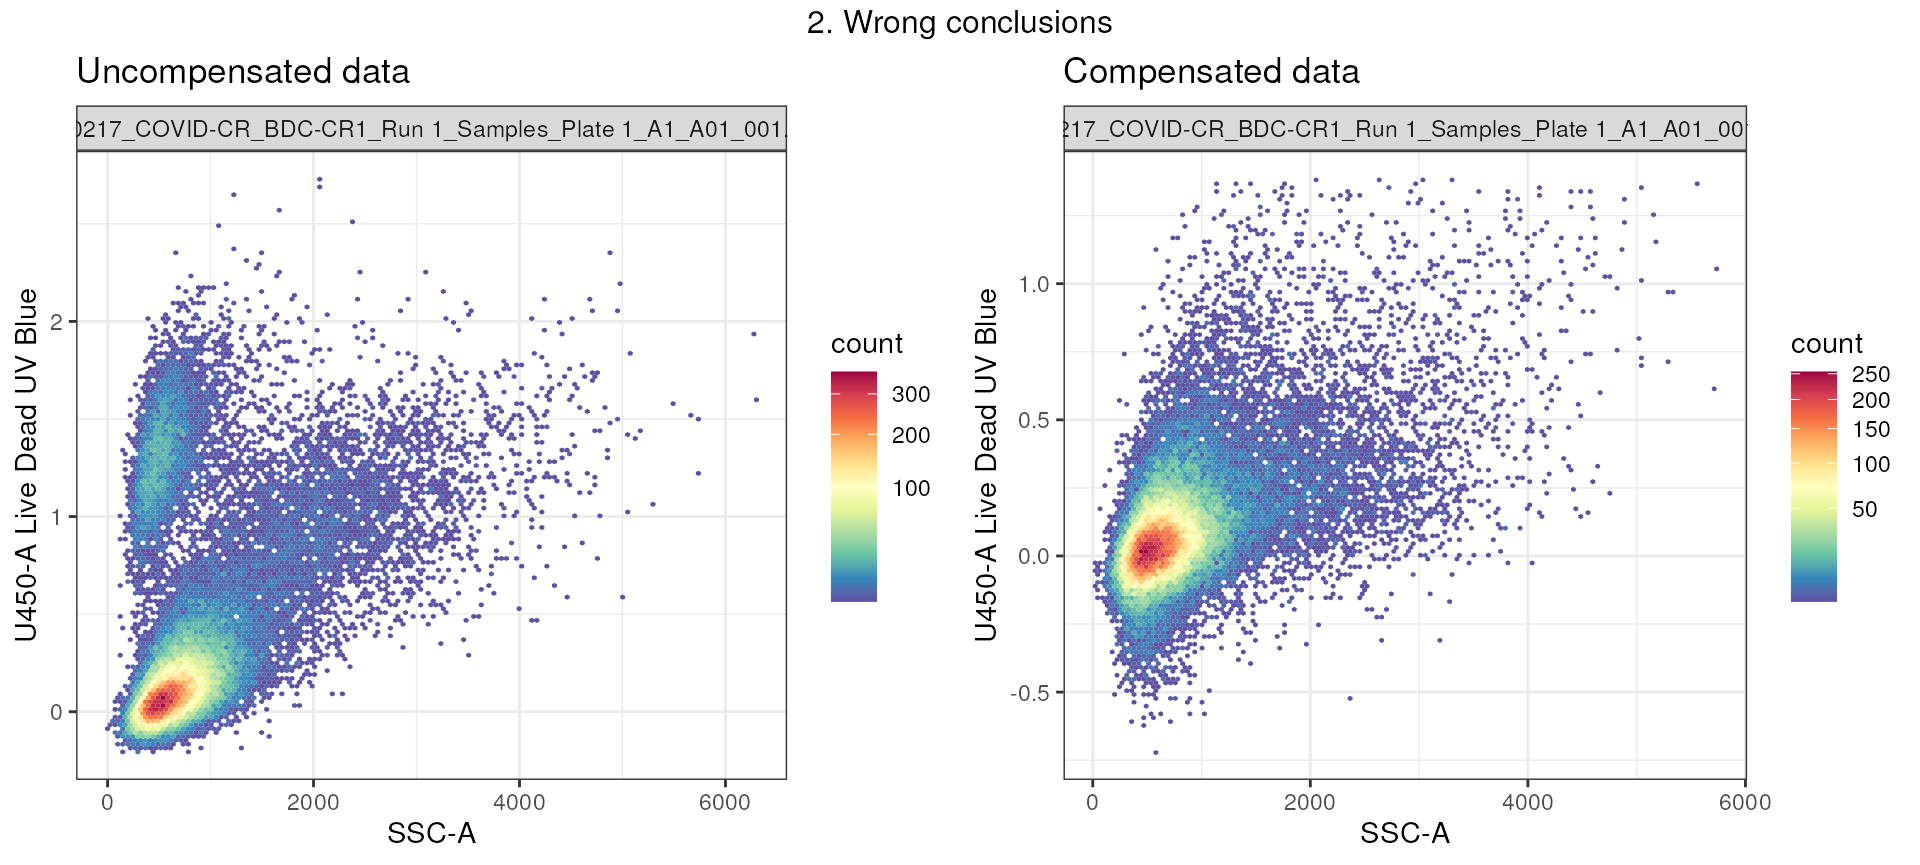 2. Wrong conclusions
Uncompensated data
0217_COVID-CR_BDC-CR1_Run 1_Samples_Plate 1_A1_A01_001.
U450-A Live Dead UV Blue
2
1
0
0 2000 4000 6000
SSC-A
count
300
200
100
Compensated data
217_COVID-CR_BDC-CR1_Run 1_Samples_Plate 1_A1_A01_00
U450-A Live Dead UV Blue
1.0
0.5
0.0
-0.5
0 2000 4000 6000
SSC-A
count
250
200
150
100
50